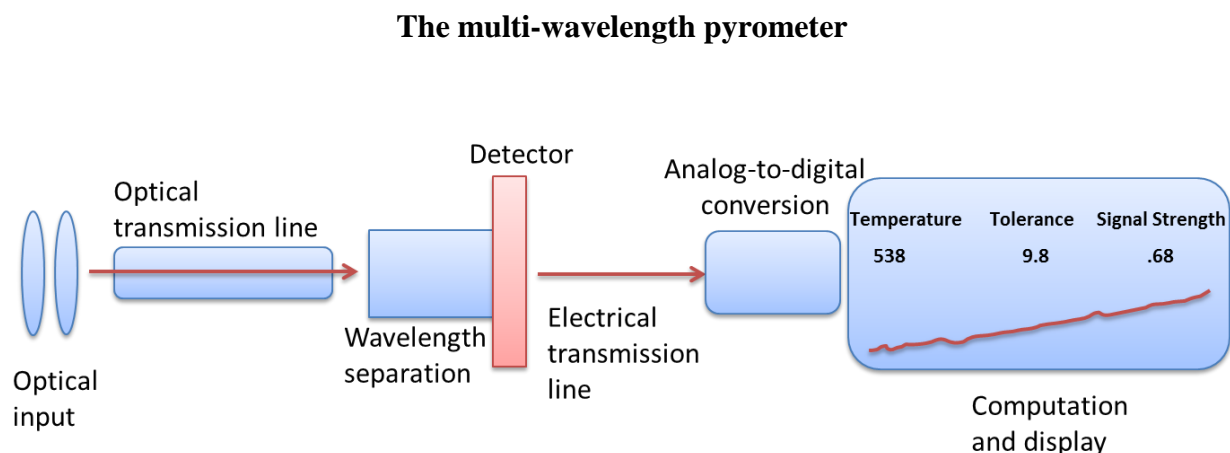 The multi-wavelength pyrometer
Detector
Optical
transmission line
Analog-to-digital
conversion
Temperature Tolerance Signal Strength
538 9.8 .68
Wavelength
separation
Electrical
transmission
line
Optical
input
Computation
and display